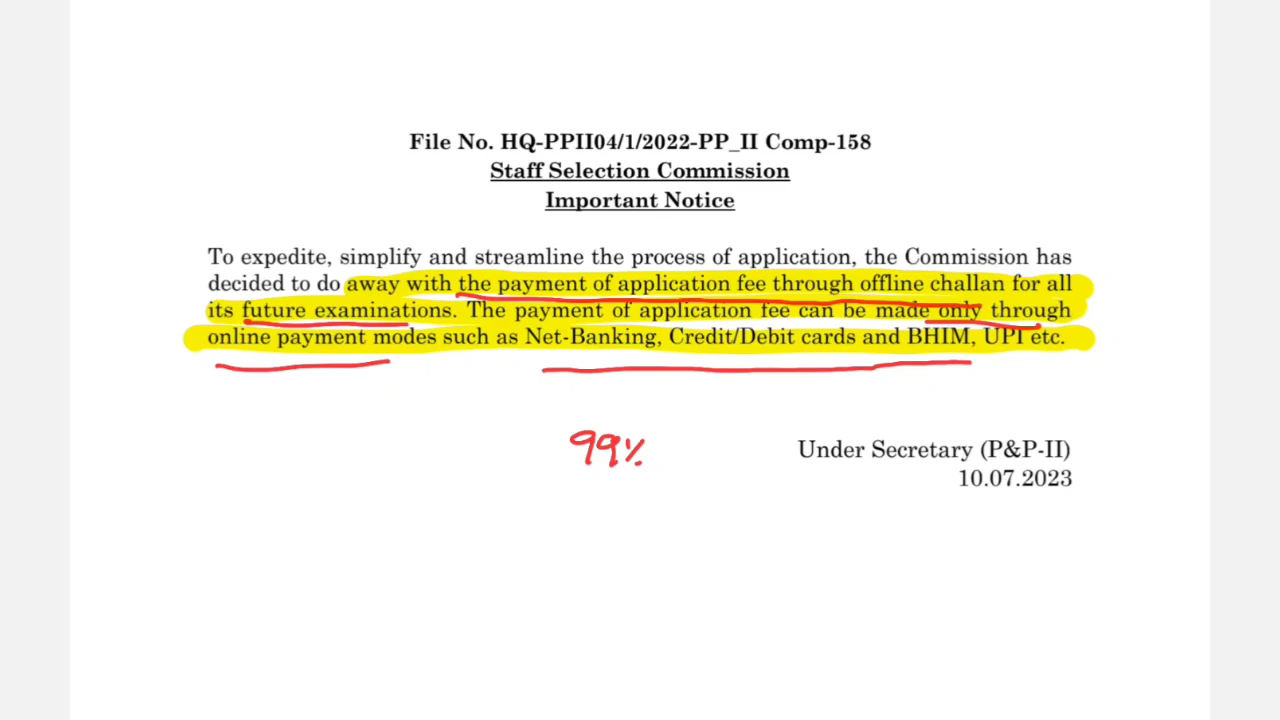 File No. HQ-PPII04/1/2022-PP_II Comp-158
Staff Selection Commission
Important Notice
To expedite, simplify and streamline the process of application, the Commission has
decided to do away with the payment of application fee through offline challan for all
its future examinations. The payment of application fee can be made only through
online payment modes such as Net-Banking, Credit/Debit cards and BHIM, UPI etc.
99%
Under Secretary (P&P-II)
10.07.2023